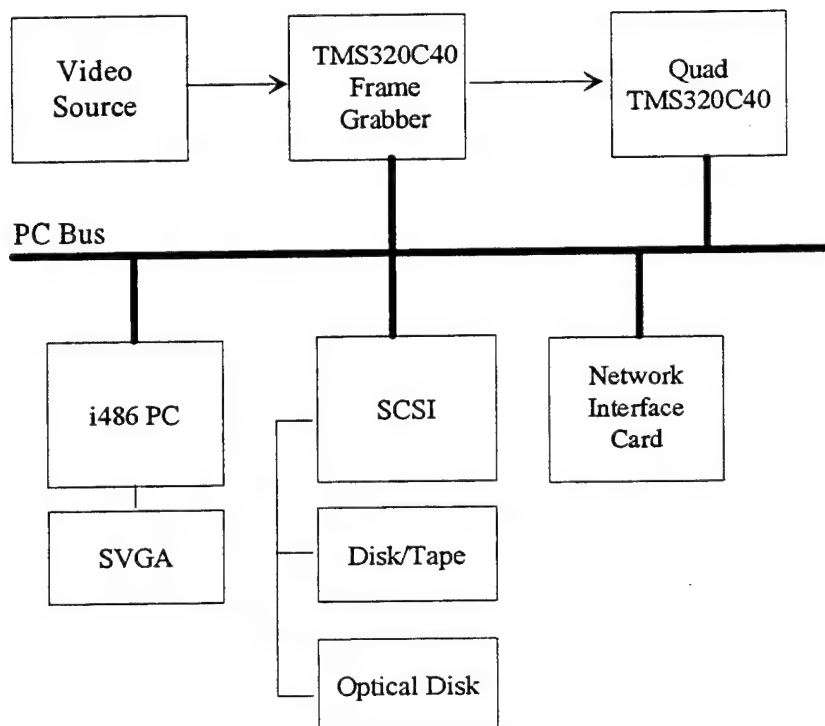 Video
Source
TMS320C40
Frame
Grabber
Quad
TMS320C40
PC Bus
i486 PC
SCSI
Network
Interface
Card
SVGA
Disk/Tape
Optical Disk